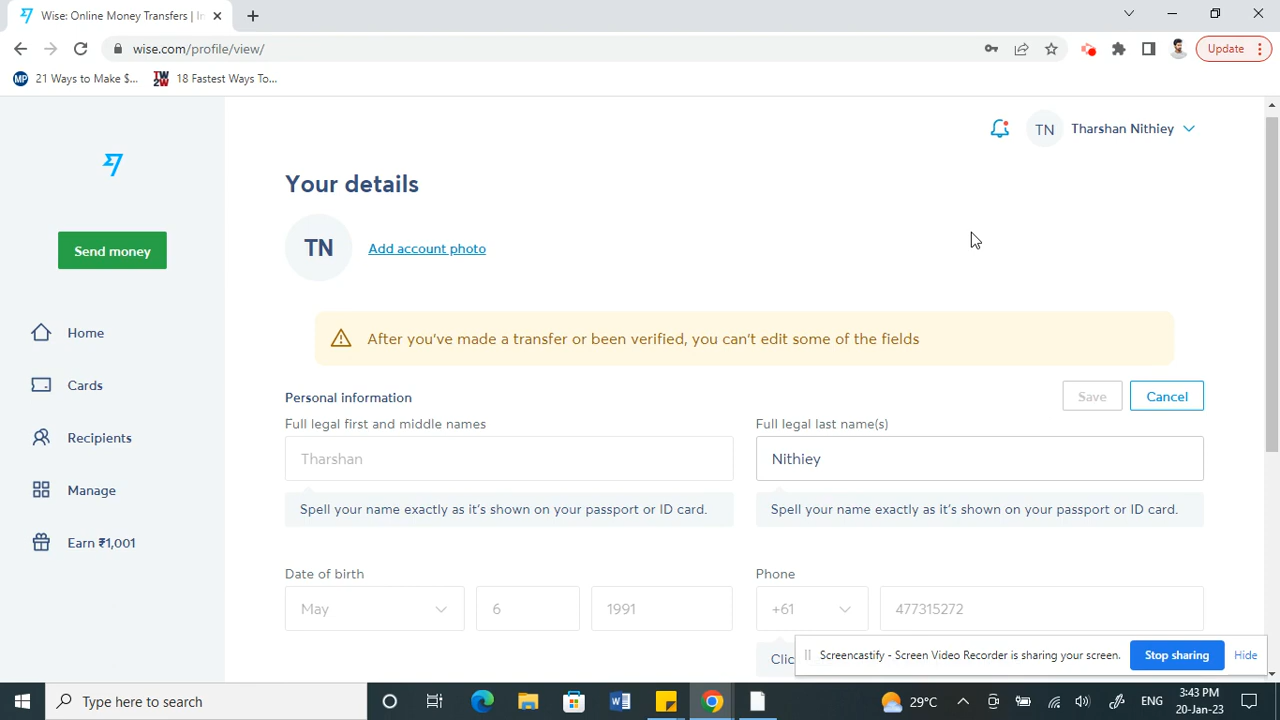 Wise: Online Money Transfers | In
wise.com/profile/view/
Update
MP 21 Ways to Make $...
TW 2W 18 Fastest Ways To...
TN Tharshan Nithiey
Your details
TN
Add account photo
Send money
Home
Cards
Recipients
Manage
Earn ₹1,001
After you've made a transfer or been verified, you can't edit some of the fields
Personal information
Save Cancel
Full legal first and middle names
Full legal last name(s)
Tharshan
Nithiey
Spell your name exactly as it's shown on your passport or ID card.
Spell your name exactly as it's shown on your passport or ID card.
Date of birth
Phone
May 6 1991
+61 477315272
Clic
Screencastify - Screen Video Recorder is sharing your screen.
Stop sharing
Hide
Type here to search
29°C
ENG
3:43 PM
20-Jan-23